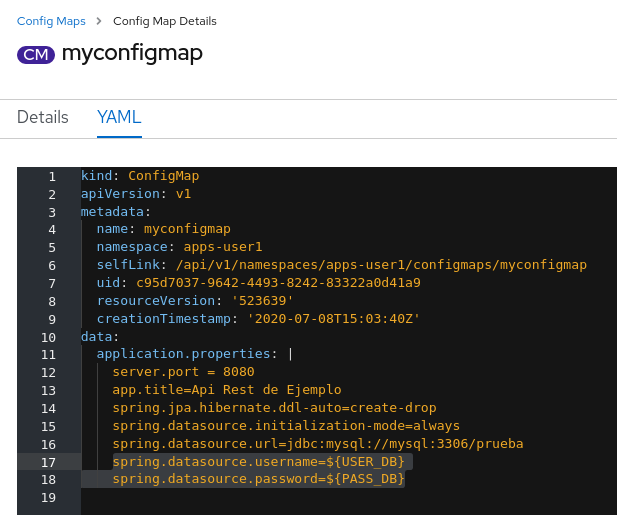 Config Maps > Config Map Details
CM myconfigmap
Details YAML
1 kind: ConfigMap
2 apiVersion: v1
3 metadata:
4   name: myconfigmap
5   namespace: apps-user1
6   selfLink: /api/v1/namespaces/apps-user1/configmaps/myconfigmap
7   uid: c95d7037-9642-4493-8242-83322a0d41a9
8   resourceVersion: '523639'
9   creationTimestamp: '2020-07-08T15:03:40Z'
10 data:
11   application.properties: |
12     server.port = 8080
13     app.title=Api Rest de Ejemplo
14     spring.jpa.hibernate.ddl-auto=create-drop
15     spring.datasource.initialization-mode=always
16     spring.datasource.url=jdbc:mysql://mysql:3306/prueba
17     spring.datasource.username=${USER_DB}
18     spring.datasource.password=${PASS_DB}
19